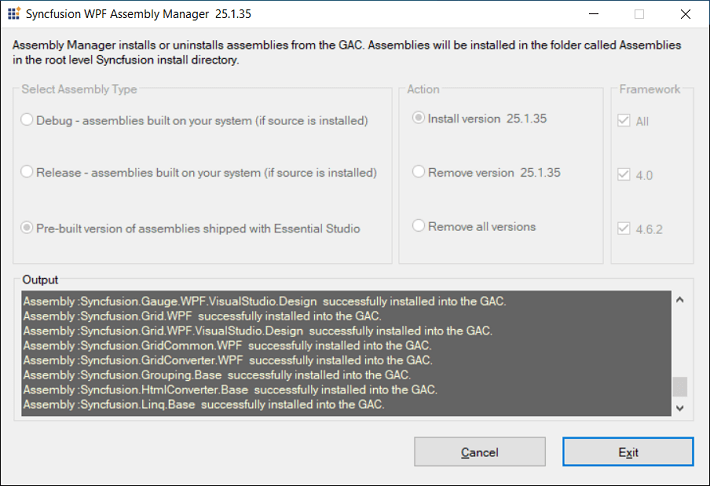 Syncfusion WPF Assembly Manager 25.1.35
Assembly Manager installs or uninstalls assemblies from the GAC. Assemblies will be installed in the folder called Assemblies
in the root level Syncfusion install directory.
Select Assembly Type
Debug - assemblies built on your system (if source is installed)
Release - assemblies built on your system (if source is installed)
Pre-built version of assemblies shipped with Essential Studio
Action
Install version 25.1.35
Remove version 25.1.35
Remove all versions
Framework
All
4.0
4.6.2
Output
Assembly :Syncfusion.Gauge.WPF.VisualStudio.Design successfully installed into the GAC.
Assembly :Syncfusion.Grid.WPF successfully installed into the GAC.
Assembly :Syncfusion.Grid.WPF.VisualStudio.Design successfully installed into the GAC.
Assembly :Syncfusion.GridCommon.WPF successfully installed into the GAC.
Assembly :Syncfusion.GridConverter.WPF successfully installed into the GAC.
Assembly :Syncfusion.Grouping.Base successfully installed into the GAC.
Assembly :Syncfusion.HtmlConverter.Base successfully installed into the GAC.
Assembly :Syncfusion.Linq.Base successfully installed into the GAC.
Cancel
Exit